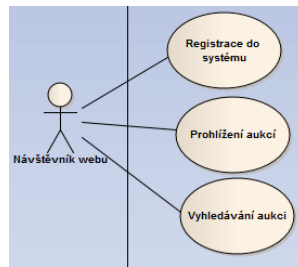 Registrace do
systému
Prohlížení aukcí
Návštěvník webu
Vyhledávání aukcí